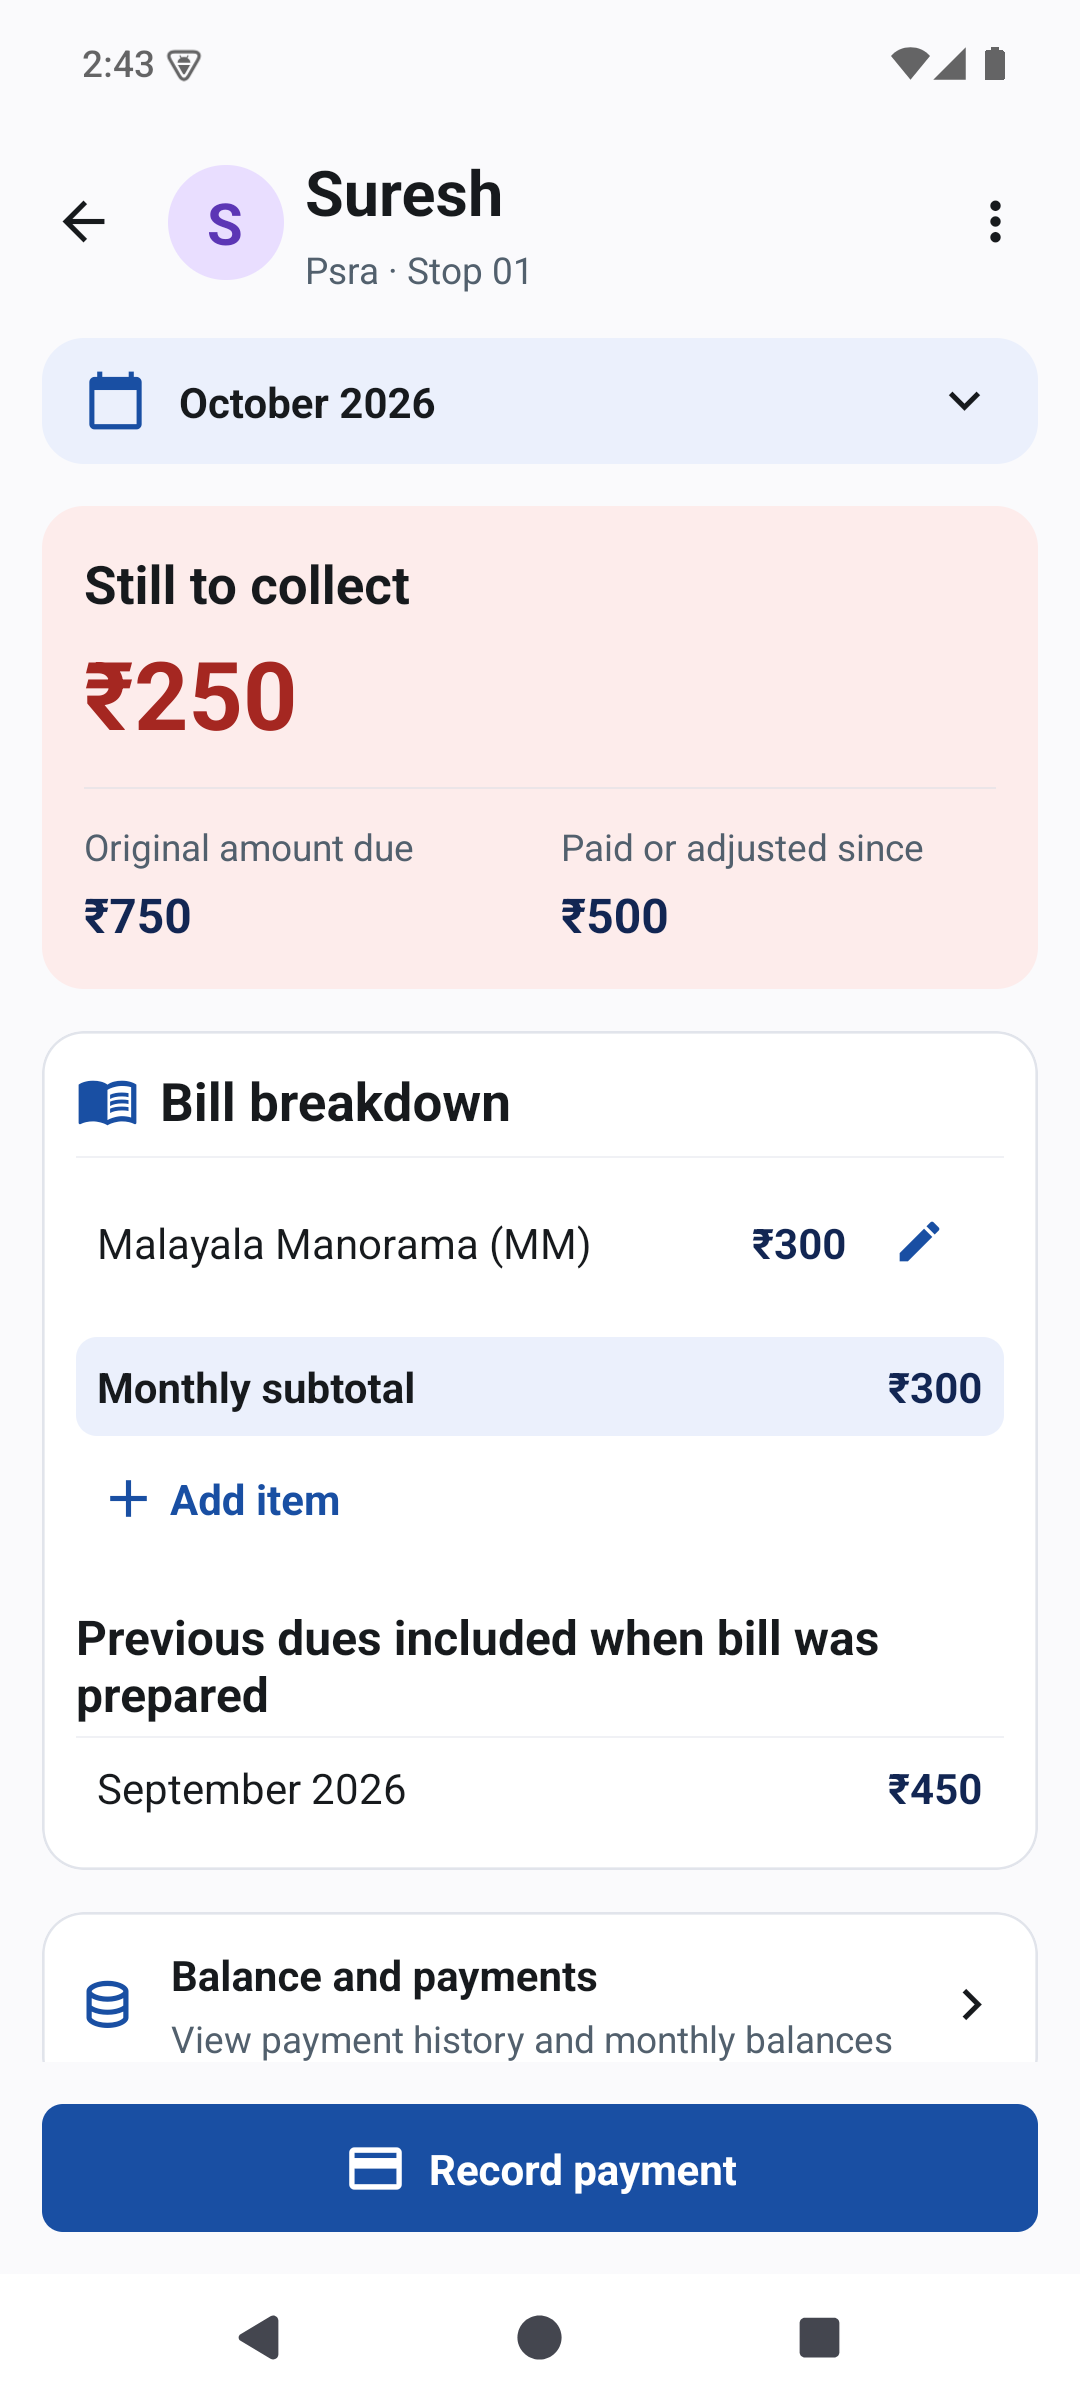 2:43
S
Suresh
Psra · Stop 01
October 2026
Still to collect
₹250
Original amount due
₹750
Paid or adjusted since
₹500
Bill breakdown
Malayala Manorama (MM) ₹300
Monthly subtotal ₹300
Add item
Previous dues included when bill was
prepared
September 2026 ₹450
Balance and payments
View payment history and monthly balances
Record payment